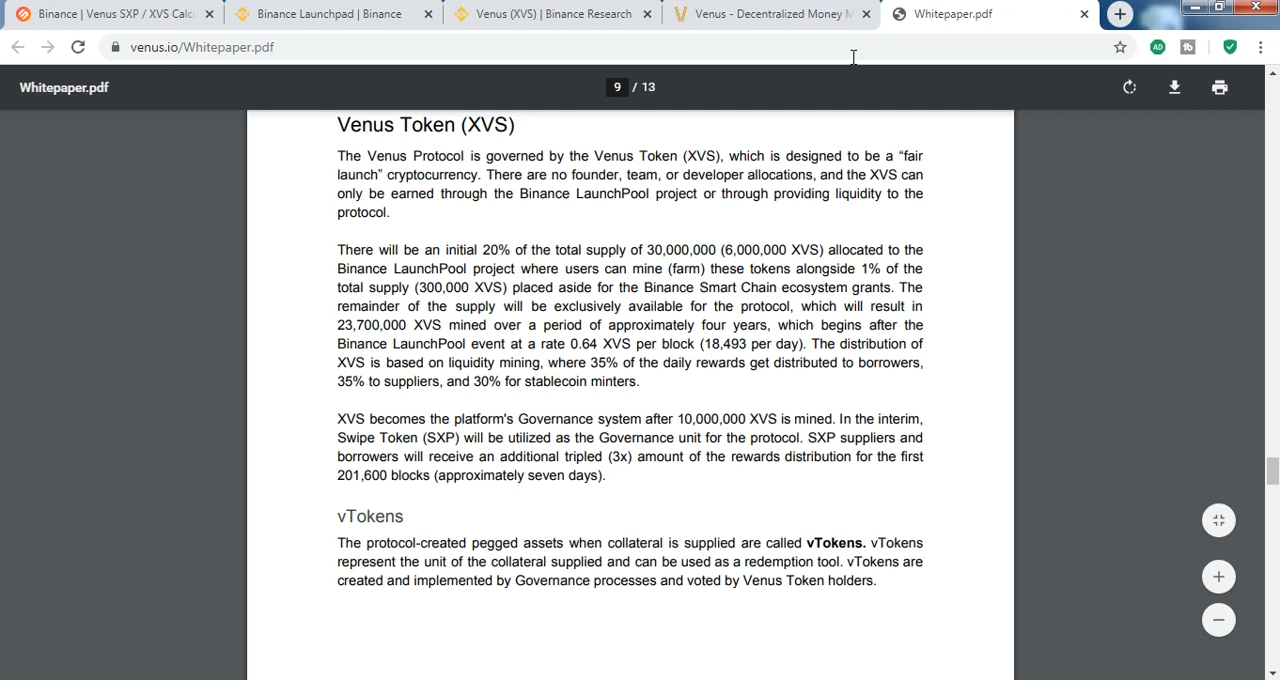 Binance | Venus SXP / XVS Calc
Binance Launchpad | Binance
Venus (XVS) | Binance Research
Venus - Decentralized Money M
Whitepaper.pdf
venus.io/Whitepaper.pdf
Whitepaper.pdf
9 / 13
Venus Token (XVS)
The Venus Protocol is governed by the Venus Token (XVS), which is designed to be a “fair
launch” cryptocurrency. There are no founder, team, or developer allocations, and the XVS can
only be earned through the Binance LaunchPool project or through providing liquidity to the
protocol.
There will be an initial 20% of the total supply of 30,000,000 (6,000,000 XVS) allocated to the
Binance LaunchPool project where users can mine (farm) these tokens alongside 1% of the
total supply (300,000 XVS) placed aside for the Binance Smart Chain ecosystem grants. The
remainder of the supply will be exclusively available for the protocol, which will result in
23,700,000 XVS mined over a period of approximately four years, which begins after the
Binance LaunchPool event at a rate 0.64 XVS per block (18,493 per day). The distribution of
XVS is based on liquidity mining, where 35% of the daily rewards get distributed to borrowers,
35% to suppliers, and 30% for stablecoin minters.
XVS becomes the platform's Governance system after 10,000,000 XVS is mined. In the interim,
Swipe Token (SXP) will be utilized as the Governance unit for the protocol. SXP suppliers and
borrowers will receive an additional tripled (3x) amount of the rewards distribution for the first
201,600 blocks (approximately seven days).
vTokens
The protocol-created pegged assets when collateral is supplied are called vTokens. vTokens
represent the unit of the collateral supplied and can be used as a redemption tool. vTokens are
created and implemented by Governance processes and voted by Venus Token holders.